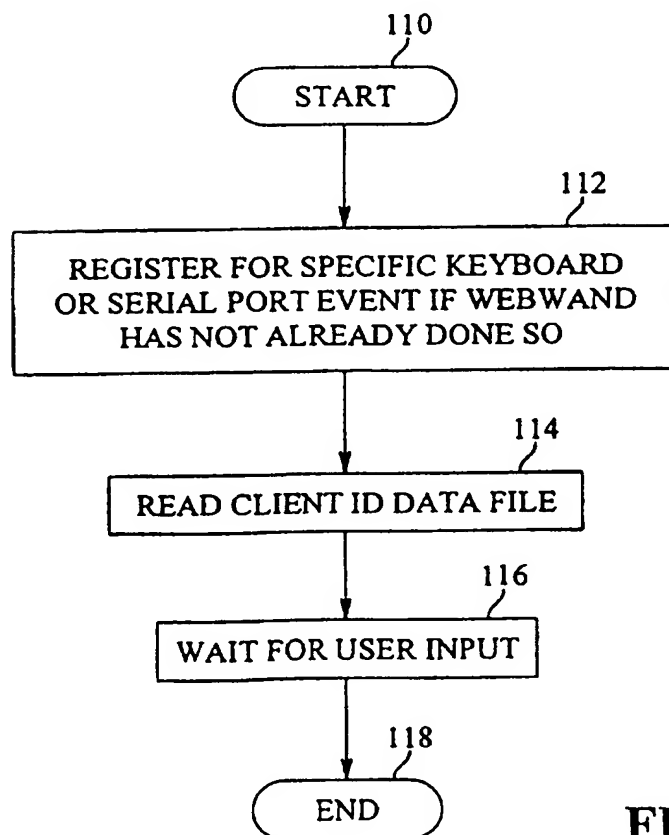 110
START
112
REGISTER FOR SPECIFIC KEYBOARD
OR SERIAL PORT EVENT IF WEBWAND
HAS NOT ALREADY DONE SO
114
READ CLIENT ID DATA FILE
116
WAIT FOR USER INPUT
118
END